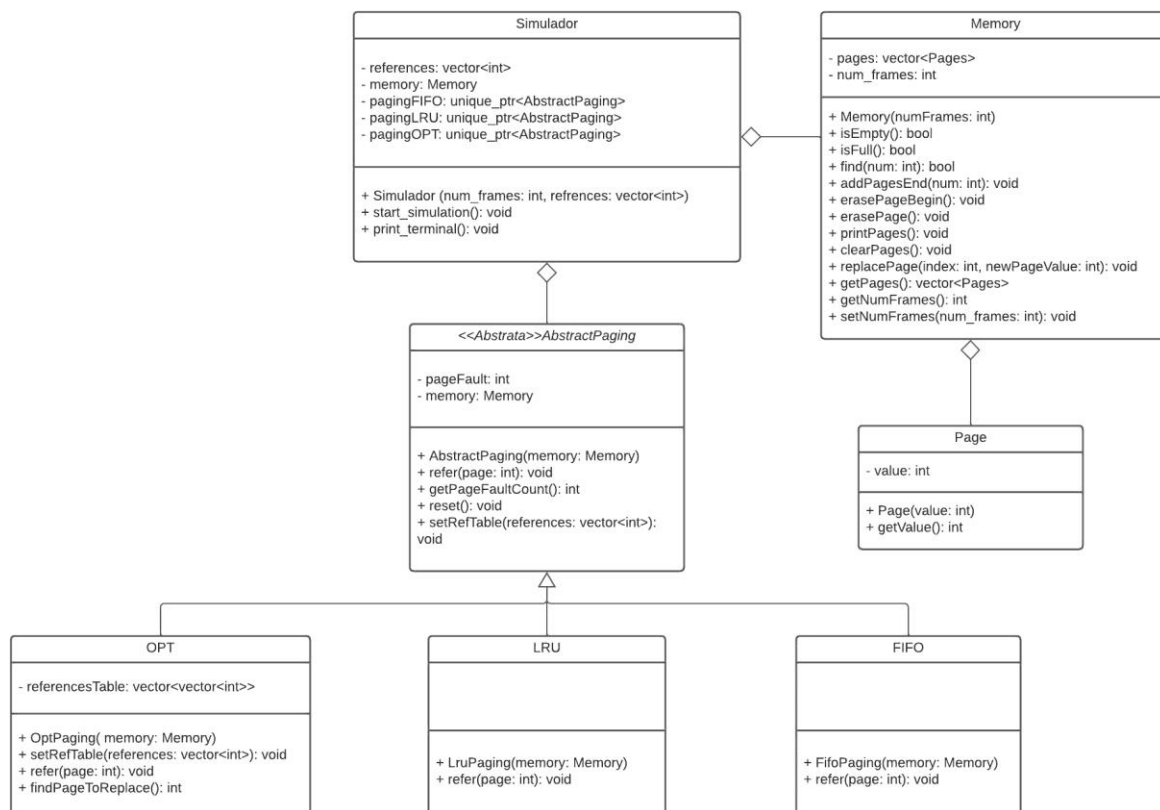 Simulador
- references: vector<int>
- memory: Memory
- pagingFIFO: unique_ptr<AbstractPaging>
- pagingLRU: unique_ptr<AbstractPaging>
- pagingOPT: unique_ptr<AbstractPaging>
+ Simulador (num_frames: int, refrences: vector<int>)
+ start_simulation(): void
+ print_terminal(): void
Memory
- pages: vector<Pages>
- num_frames: int
+ Memory(numFrames: int)
+ isEmpty(): bool
+ isFull(): bool
+ find(num: int): bool
+ addPagesEnd(num: int): void
+ erasePageBegin(): void
+ erasePage(): void
+ printPages(): void
+ clearPages(): void
+ replacePage(index: int, newPageValue: int): void
+ getPages(): vector<Pages>
+ getNumFrames(): int
+ setNumFrames(num_frames: int): void
<<Abstrata>>AbstractPaging
- pageFault: int
- memory: Memory
+ AbstractPaging(memory: Memory)
+ refer(page: int): void
+ getPageFaultCount(): int
+ reset(): void
+ setRefTable(references: vector<int>):
void
Page
- value: int
+ Page(value: int)
+ getValue(): int
OPT
- referencesTable: vector<vector<int>>
+ OptPaging( memory: Memory)
+ setRefTable(references: vector<int>): void
+ refer(page: int): void
+ findPageToReplace(): int
LRU
+ LruPaging(memory: Memory)
+ refer(page: int): void
FIFO
+ FifoPaging(memory: Memory)
+ refer(page: int): void